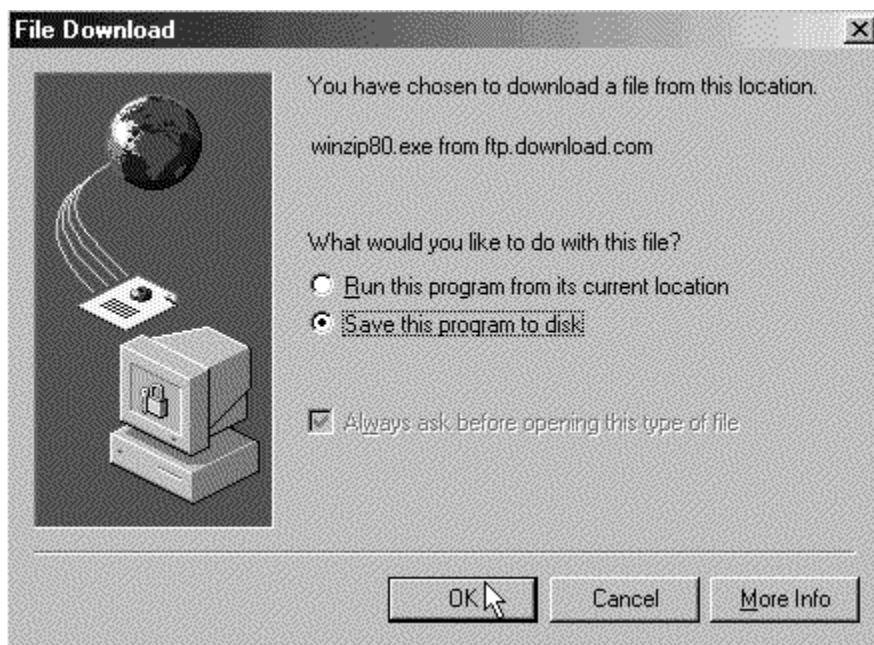 File Download
You have chosen to download a file from this location.
winzip80.exe from ftp.download.com
What would you like to do with this file?
Run this program from its current location
Save this program to disk
Always ask before opening this type of file
OK
Cancel
More Info